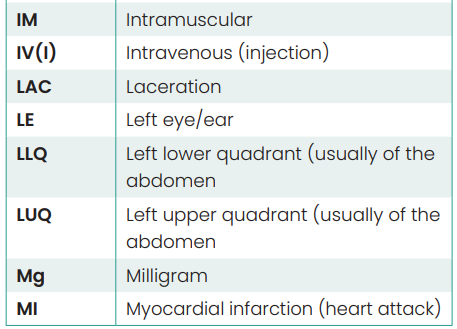 IM Intramuscular
IV(I) Intravenous (injection)
LAC Laceration
LE Left eye/ear
LLQ Left lower quadrant (usually of the
abdomen
LUQ Left upper quadrant (usually of the
abdomen
Mg Milligram
MI Myocardial infarction (heart attack)